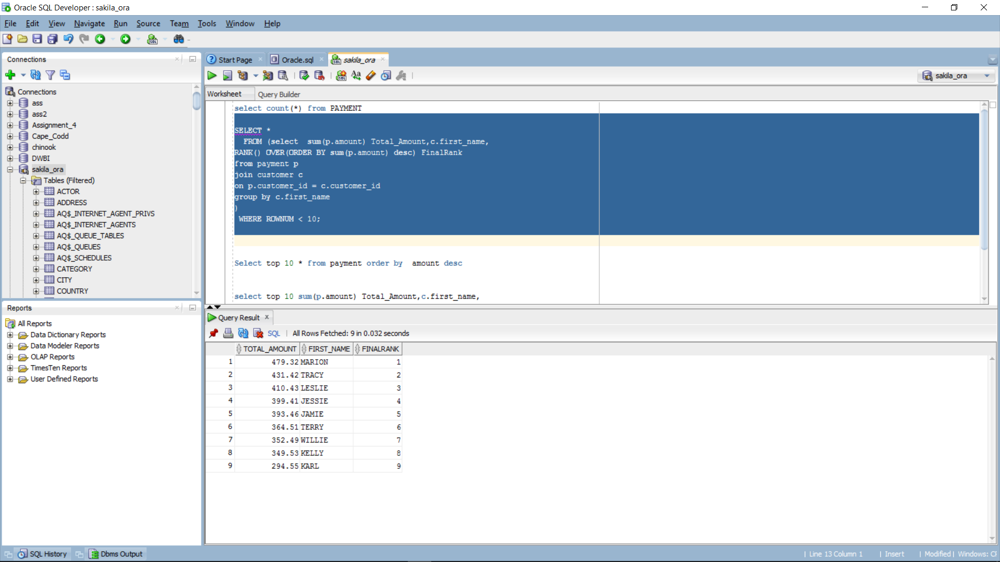 Oracle SQL Developer : sakila_ora
File Edit View Navigate Run Source Team Tools Window Help
Connections
Start Page
Oracle.sql
sakila_ora
sakila_ora
Worksheet
Query Builder
Connections
ass
ass2
Assignment_4
Cape_Codd
chinook
DWBI
sakila_ora
Tables (Filtered)
ACTOR
ADDRESS
AQ$_INTERNET_AGENT_PRIVS
AQ$_INTERNET_AGENTS
AQ$_QUEUE_TABLES
AQ$_QUEUES
AQ$_SCHEDULES
CATEGORY
CITY
COUNTRY
select count(*) from PAYMENT
SELECT *
FROM (select  sum(p.amount) Total_Amount,c.first_name,
RANK() OVER(ORDER BY sum(p.amount) desc) FinalRank
from payment p
join customer c
on p.customer_id = c.customer_id
group by c.first_name
)
WHERE ROWNUM < 10;
Select top 10 * from payment order by  amount desc
select top 10 sum(p.amount) Total_Amount,c.first_name,
Reports
All Reports
Data Dictionary Reports
Data Modeler Reports
OLAP Reports
TimesTen Reports
User Defined Reports
Query Result
SQL | All Rows Fetched: 9 in 0.032 seconds
TOTAL_AMOUNT FIRST_NAME FINALRANK
1 479.32 MARION 1
2 431.42 TRACY 2
3 410.43 LESLIE 3
4 399.41 JESSIE 4
5 393.46 JAMIE 5
6 364.51 TERRY 6
7 352.49 WILLIE 7
8 349.53 KELLY 8
9 294.55 KARL 9
SQL History
Dbms Output
| Line 13 Column 1 | Insert | Modified | Windows: